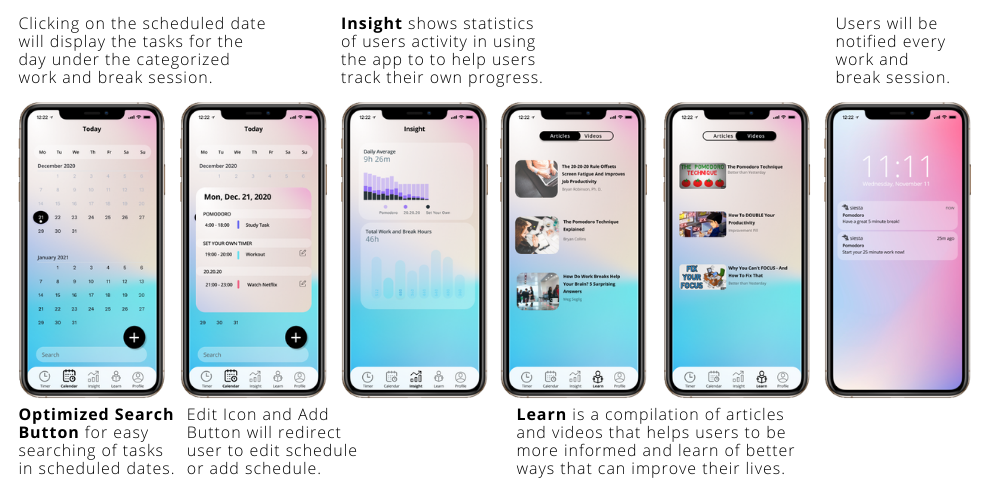 Clicking on the scheduled date
will display the tasks for the
day under the categorized
work and break session.
Insight shows statistics
of users activity in using
the app to to help users
track their own progress.
Users will be
notified every
work and
break session.
12:22
Today
Mo Tu We Th Fr Sa Su
December 2020
21 22 23 24 25 26 27
29 30 31
January 2021
1 2 3 4 5 6
7 8 9 10 11 12 13
14 15 16 17 18 19 20
21 22 23 24 25 26 27
29 30 31
Search
Timer Calendar Insight Learn Profile
12:22
Today
Mo Tu We Th Fr Sa Su
December 2020
Mon, Dec. 21, 2020
POMODORO
4:00 - 18:00 Study Task
SET YOUR OWN TIMER
19:00 - 20:00 Workout
20.20.20
21:00 - 23:00 Watch Netflix
29 30 31
Search
Timer Calendar Insight Learn Profile
12:22
Insight
Daily Average
9h 26m
Pomodoro 20.20.20 Set Your Own
Total Work and Break Hours
46h
Timer Calendar Insight Learn Profile
12:22
Articles Videos
The 20-20-20 Rule Offsets
Screen Fatigue And Improves
Job Productivity
Bryan Robinson, Ph. D.
The Pomodoro Technique
Explained
Bryan Collins
How Do Work Breaks Help
Your Brain? 5 Surprising
Answers
Meg Selig
Timer Calendar Insight Learn Profile
12:22
Articles Videos
THE POMODORO
TECHNIQUE
The Pomodoro Technique
Better Than Yesterday
How To DOUBLE Your
Productivity
Improvement Pill
FIX
YOUR
FOCUS
Why You Can't FOCUS - And
How To Fix That
Better Than Yesterday
Timer Calendar Insight Learn Profile
11:11
Wednesday, November 11
siesta now
Pomodoro
Have a great 5 minute break!
siesta 25m ago
Pomodoro
Start your 25 minute work now!
Optimized Search
Button for easy
searching of tasks
in scheduled dates.
Edit Icon and Add
Button will redirect
user to edit schedule
or add schedule.
Learn is a compilation of articles
and videos that helps users to be
more informed and learn of better
ways that can improve their lives.